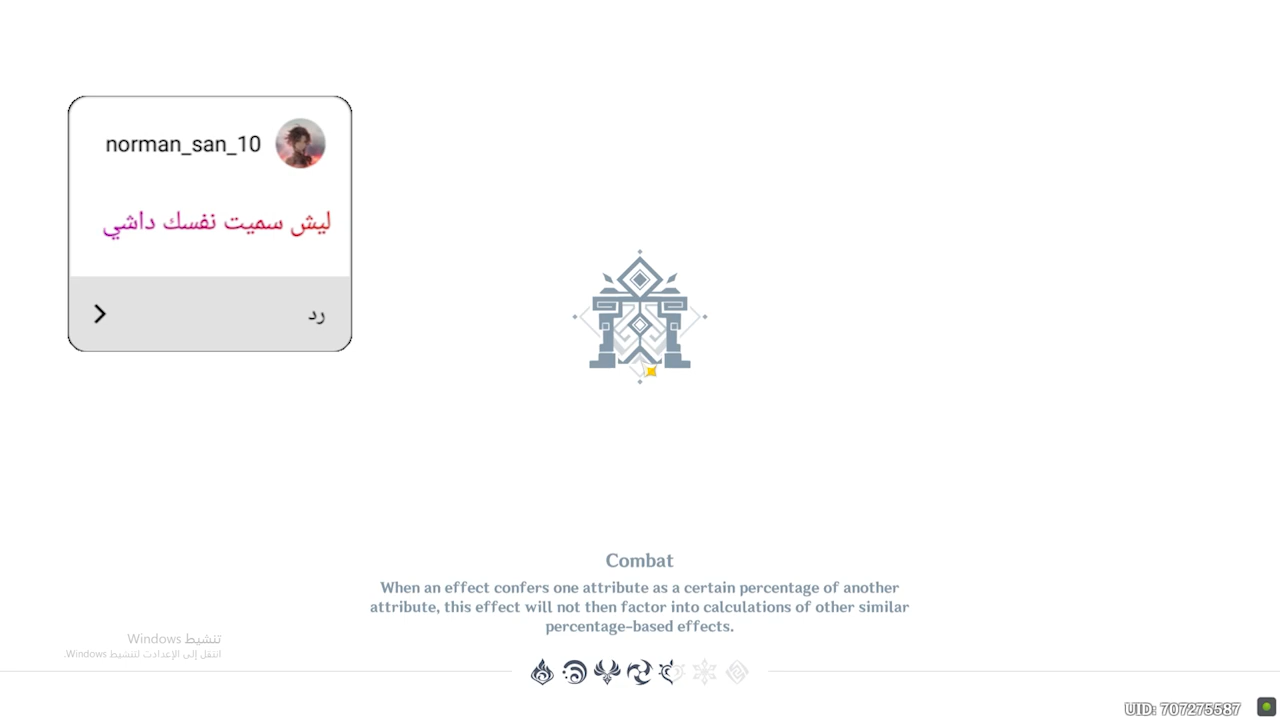 norman_san_10
ليش سميت نفسك داشي
رد
Combat
When an effect confers one attribute as a certain percentage of another
attribute, this effect will not then factor into calculations of other similar
percentage-based effects.
تنشيط Windows
انتقل إلى الإعدادت لتنشيط Windows.
UID: 707275587